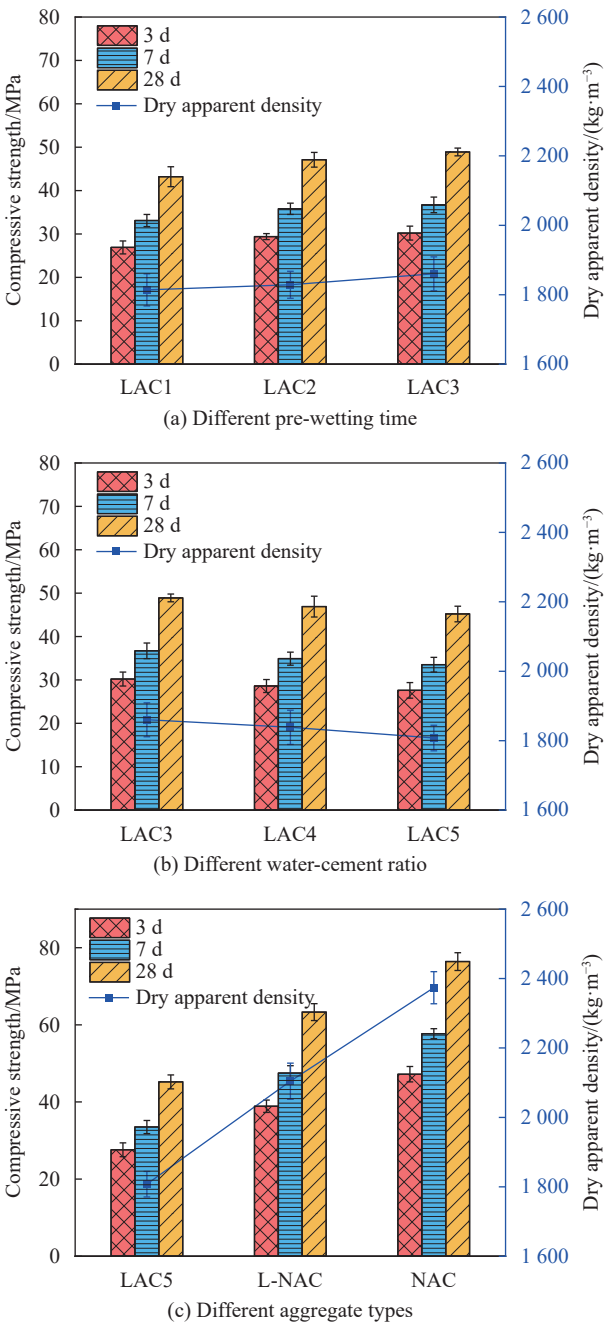 80
70
60
50
40
30
20
10
0
Compressive strength/MPa
3 d
7 d
28 d
Dry apparent density
2 600
2 400
2 200
2 000
1 800
1 600
Dry apparent density/(kg·m⁻³)
LAC1 LAC2 LAC3
(a) Different pre-wetting time
80
70
60
50
40
30
20
10
0
Compressive strength/MPa
3 d
7 d
28 d
Dry apparent density
2 600
2 400
2 200
2 000
1 800
1 600
Dry apparent density/(kg·m⁻³)
LAC3 LAC4 LAC5
(b) Different water-cement ratio
80
60
40
20
0
Compressive strength/MPa
3 d
7 d
28 d
Dry apparent density
2 600
2 400
2 200
2 000
1 800
1 600
Dry apparent density/(kg·m⁻³)
LAC5 L-NAC NAC
(c) Different aggregate types